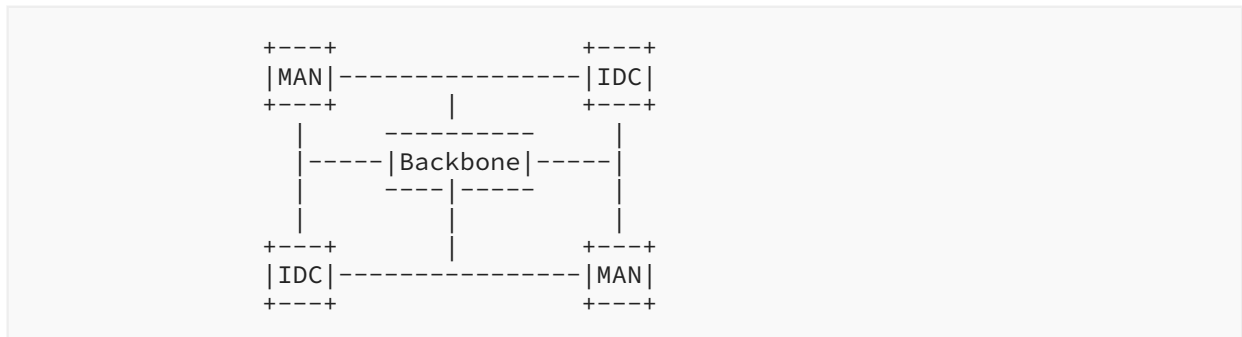 +---+                 +---+
|MAN|-----------------|IDC|
+---+        |        +---+
  |     ----------      |
  |-----|Backbone|-----|
  |     ----|-----      |
  |         |           |
+---+        |        +---+
|IDC|-----------------|MAN|
+---+                 +---+